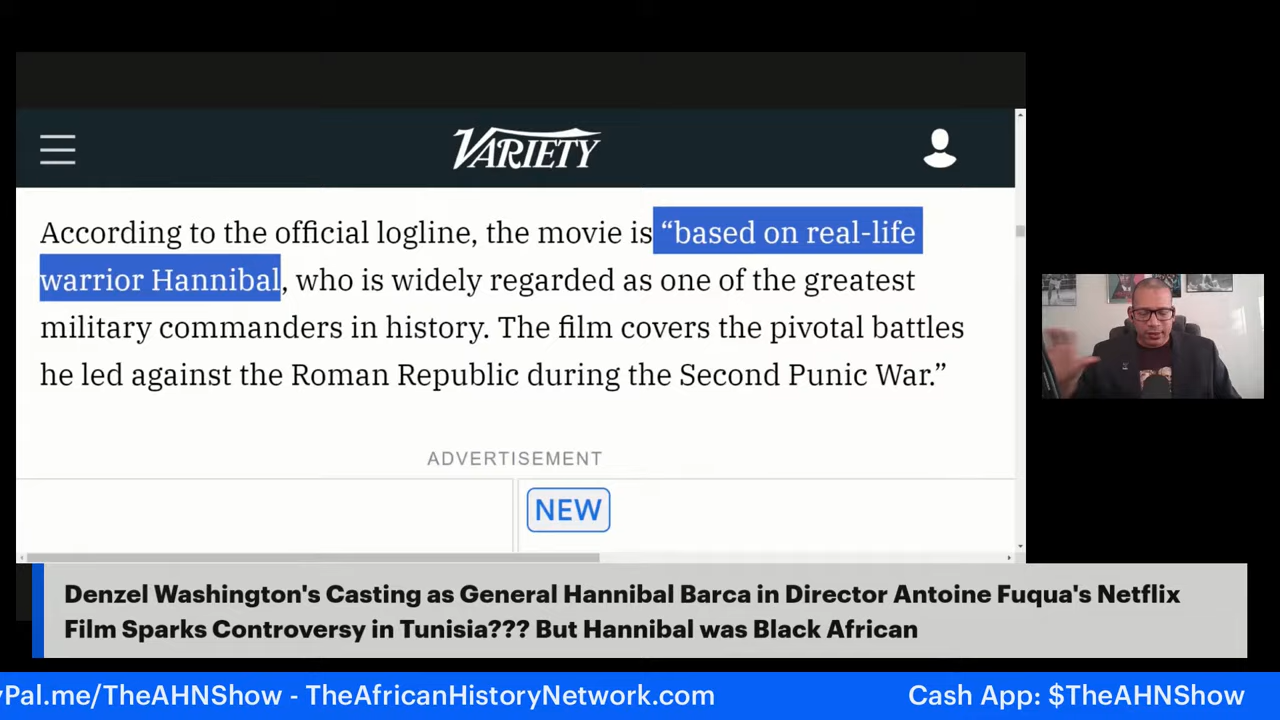 VARIETY
According to the official logline, the movie is “based on real-life
warrior Hannibal, who is widely regarded as one of the greatest
military commanders in history. The film covers the pivotal battles
he led against the Roman Republic during the Second Punic War.”
ADVERTISEMENT
NEW
Denzel Washington's Casting as General Hannibal Barca in Director Antoine Fuqua's Netflix
Film Sparks Controversy in Tunisia??? But Hannibal was Black African
yPal.me/TheAHNShow - TheAfricanHistoryNetwork.com
Cash App: $TheAHNShow